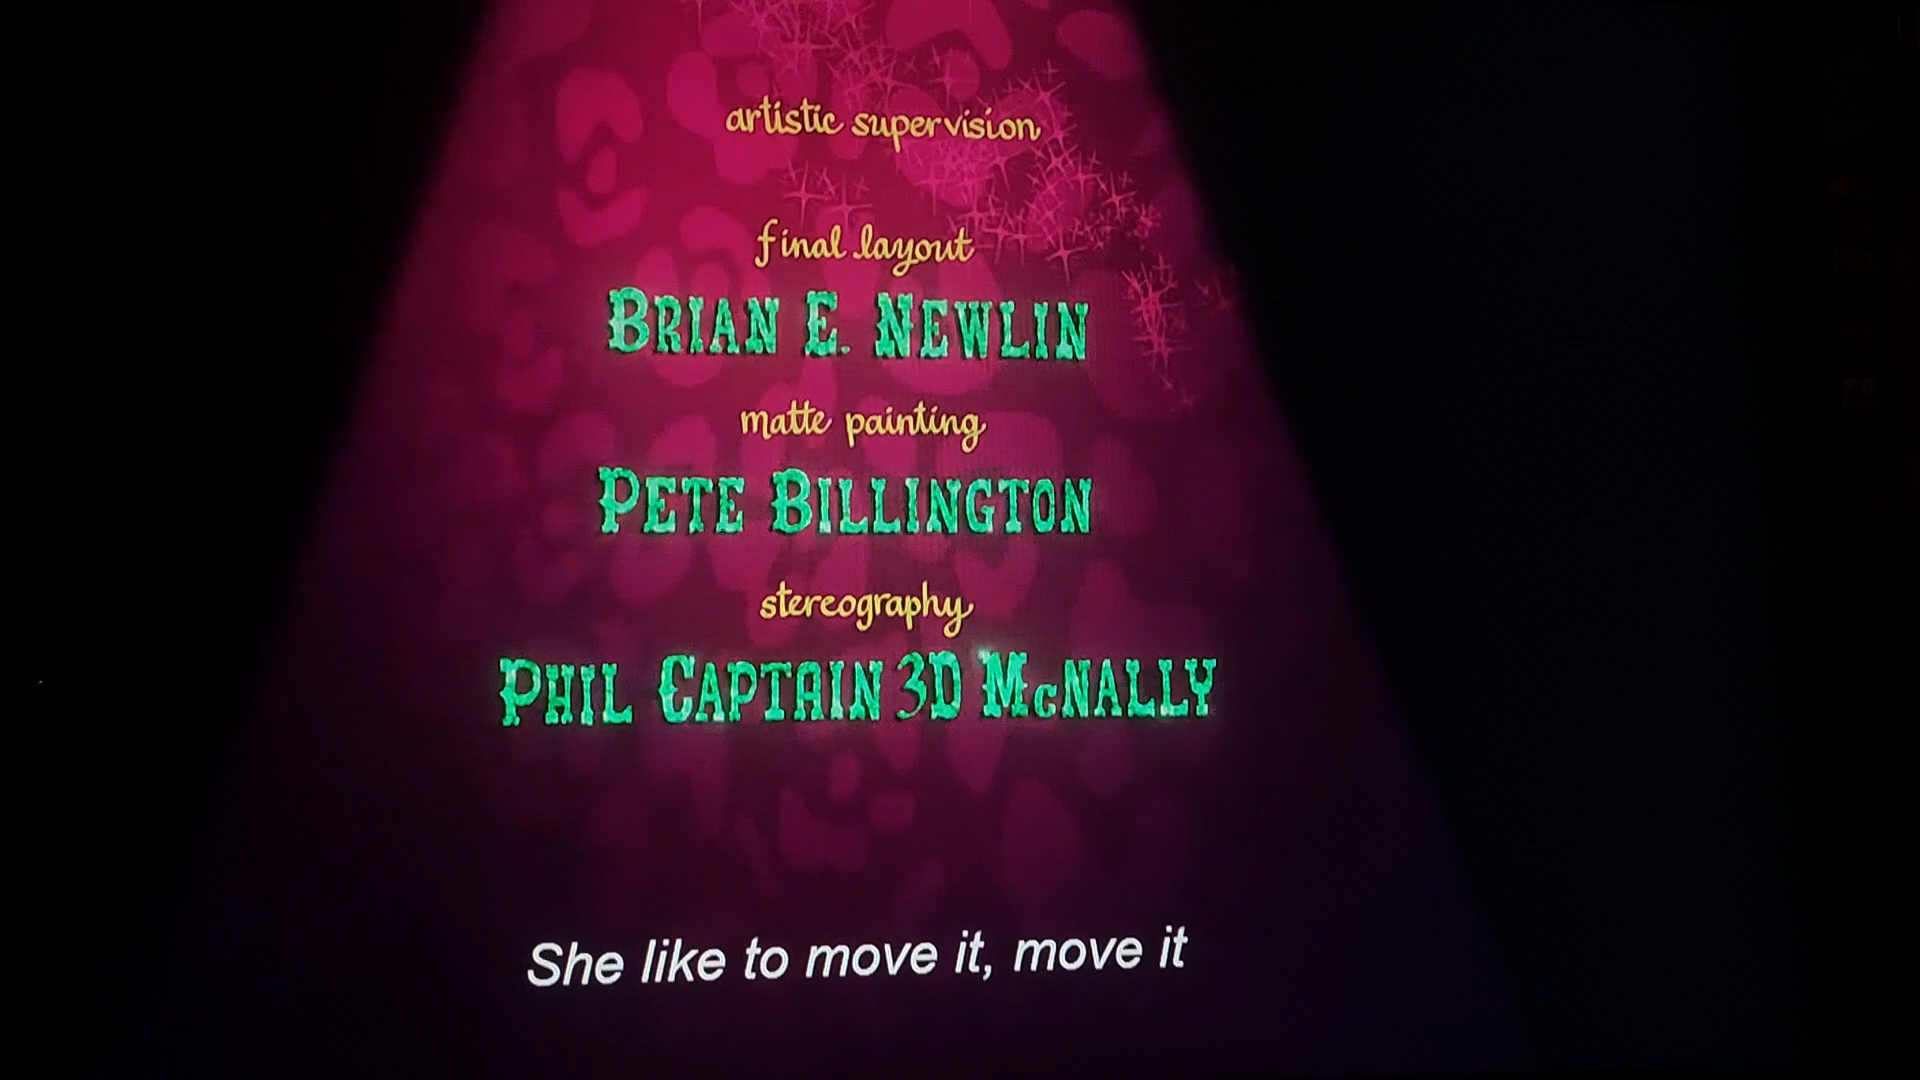 artistic supervision
final layout
BRIAN E. NEWLIN
matte painting
PETE BILLINGTON
stereography
PHIL CAPTAIN 3D MCNALLY
She like to move it, move it